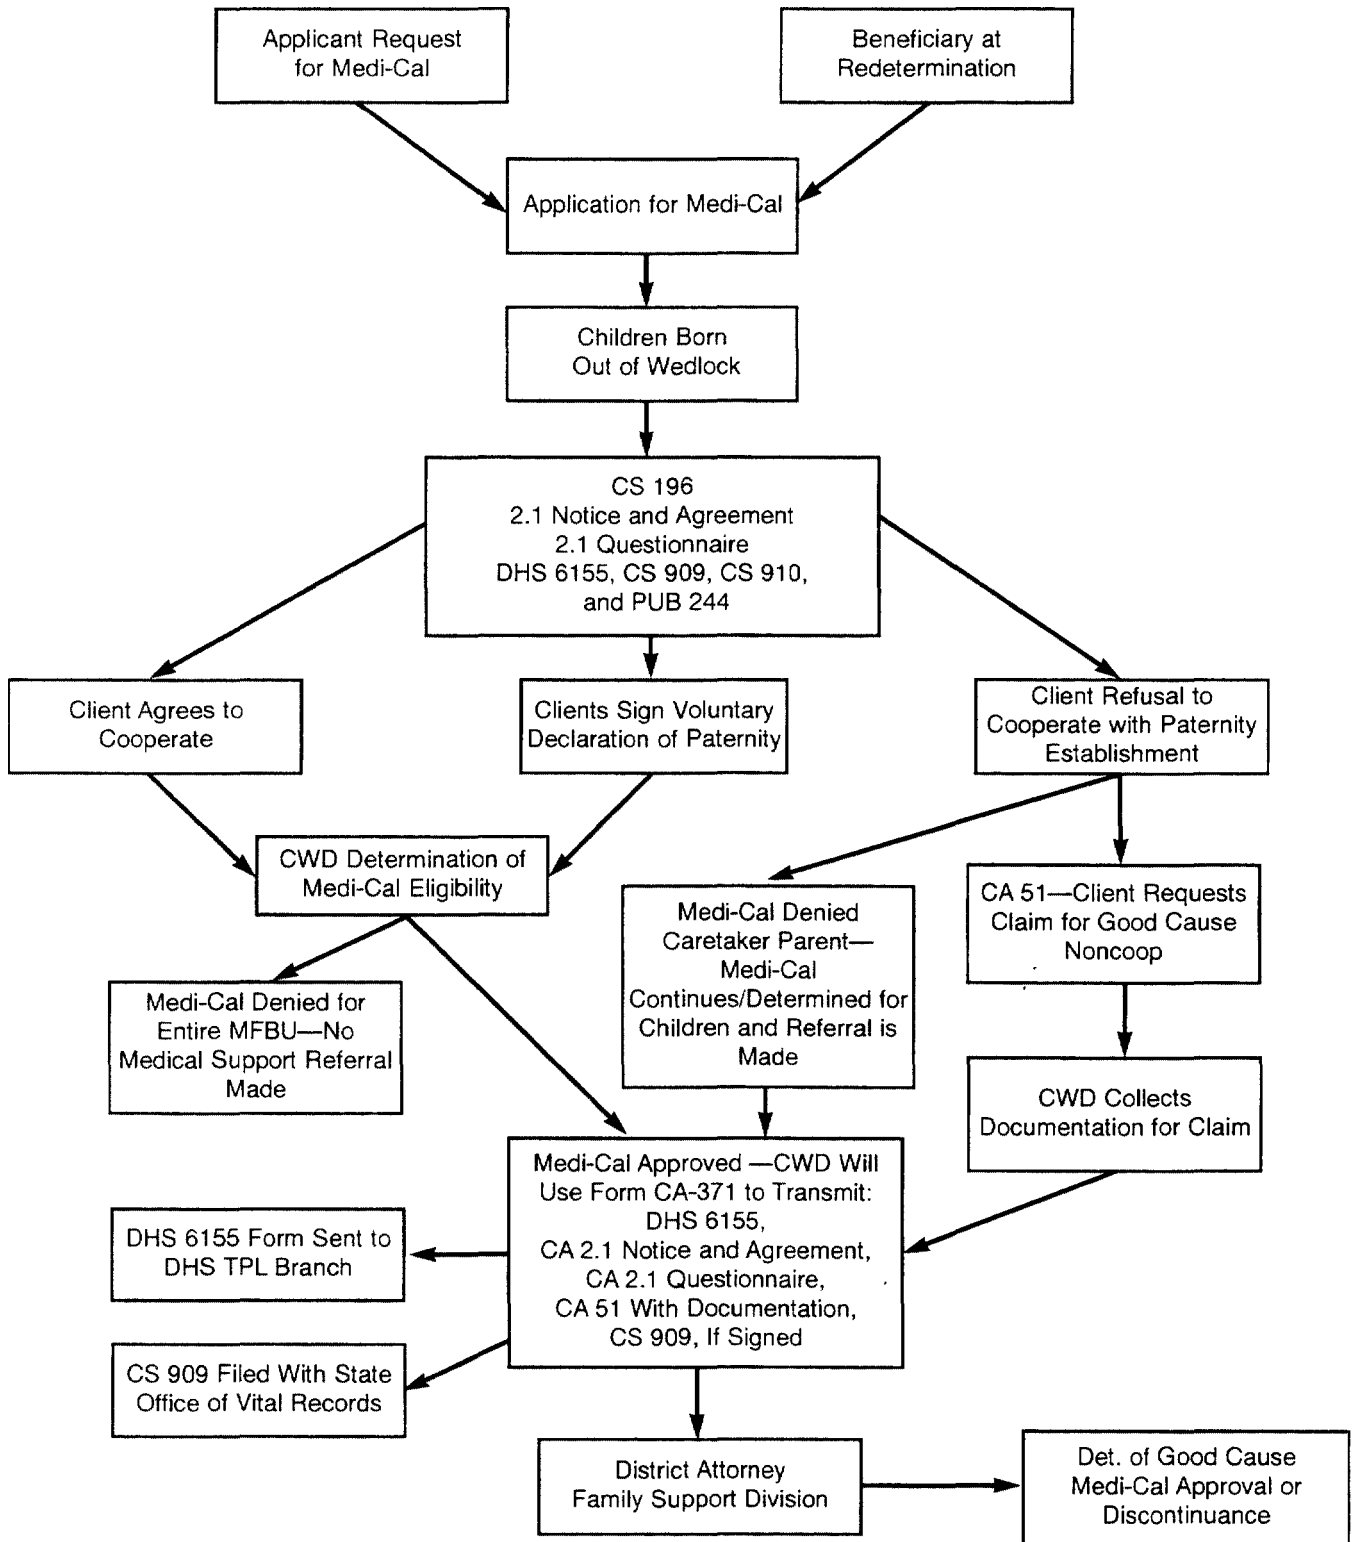 Applicant Request
for Medi-Cal
Beneficiary at
Redetermination
Application for Medi-Cal
Children Born
Out of Wedlock
CS 196
2.1 Notice and Agreement
2.1 Questionnaire
DHS 6155, CS 909, CS 910,
and PUB 244
Client Agrees to
Cooperate
Clients Sign Voluntary
Declaration of Paternity
Client Refusal to
Cooperate with Paternity
Establishment
CWD Determination of
Medi-Cal Eligibility
Medi-Cal Denied
Caretaker Parent—
Medi-Cal
Continues/Determined for
Children and Referral is
Made
CA 51—Client Requests
Claim for Good Cause
Noncoop
Medi-Cal Denied for
Entire MFBU—No
Medical Support Referral
Made
CWD Collects
Documentation for Claim
Medi-Cal Approved —CWD Will
Use Form CA-371 to Transmit:
DHS 6155,
CA 2.1 Notice and Agreement,
CA 2.1 Questionnaire,
CA 51 With Documentation,
CS 909, If Signed
DHS 6155 Form Sent to
DHS TPL Branch
CS 909 Filed With State
Office of Vital Records
District Attorney
Family Support Division
Det. of Good Cause
Medi-Cal Approval or
Discontinuance